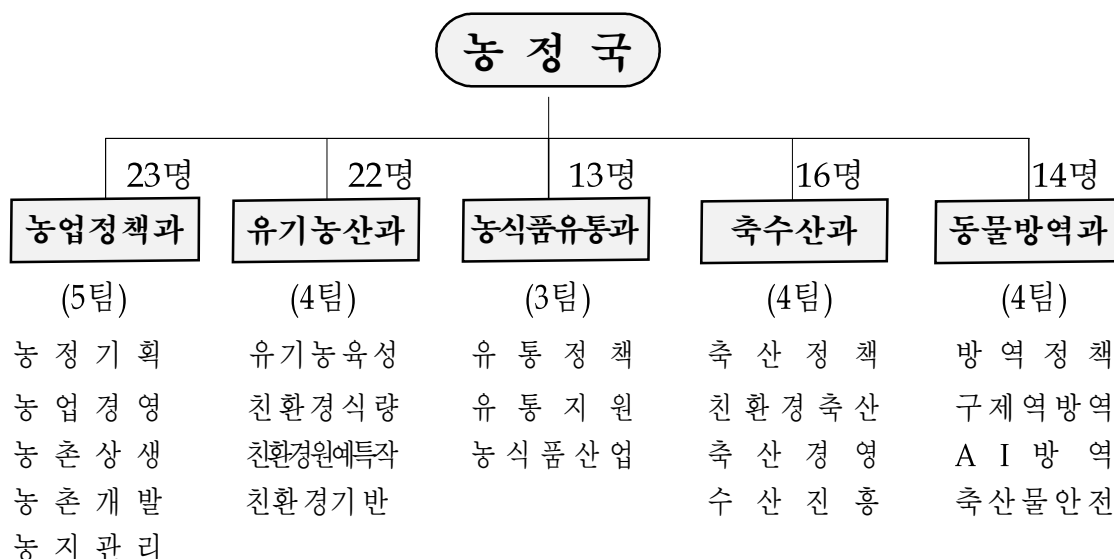 농 정 국
23명 22명 13명 16명 14명
농업정책과 유기농산과 농식품유통과 축수산과 동물방역과
(5팀) (4팀) (3팀) (4팀) (4팀)
농 정 기 획 유기농육성 유 통 정 책 축 산 정 책 방 역 정 책
농 업 경 영 친환경식량 유 통 지 원 친 환 경 축 산 구 제 역 방 역
농 촌 상 생 친환경원예특작 농 식 품 산 업 축 산 경 영 A I 방 역
농 촌 개 발 친환경기반 수 산 진 흥 축 산 물 안 전
농 지 관 리